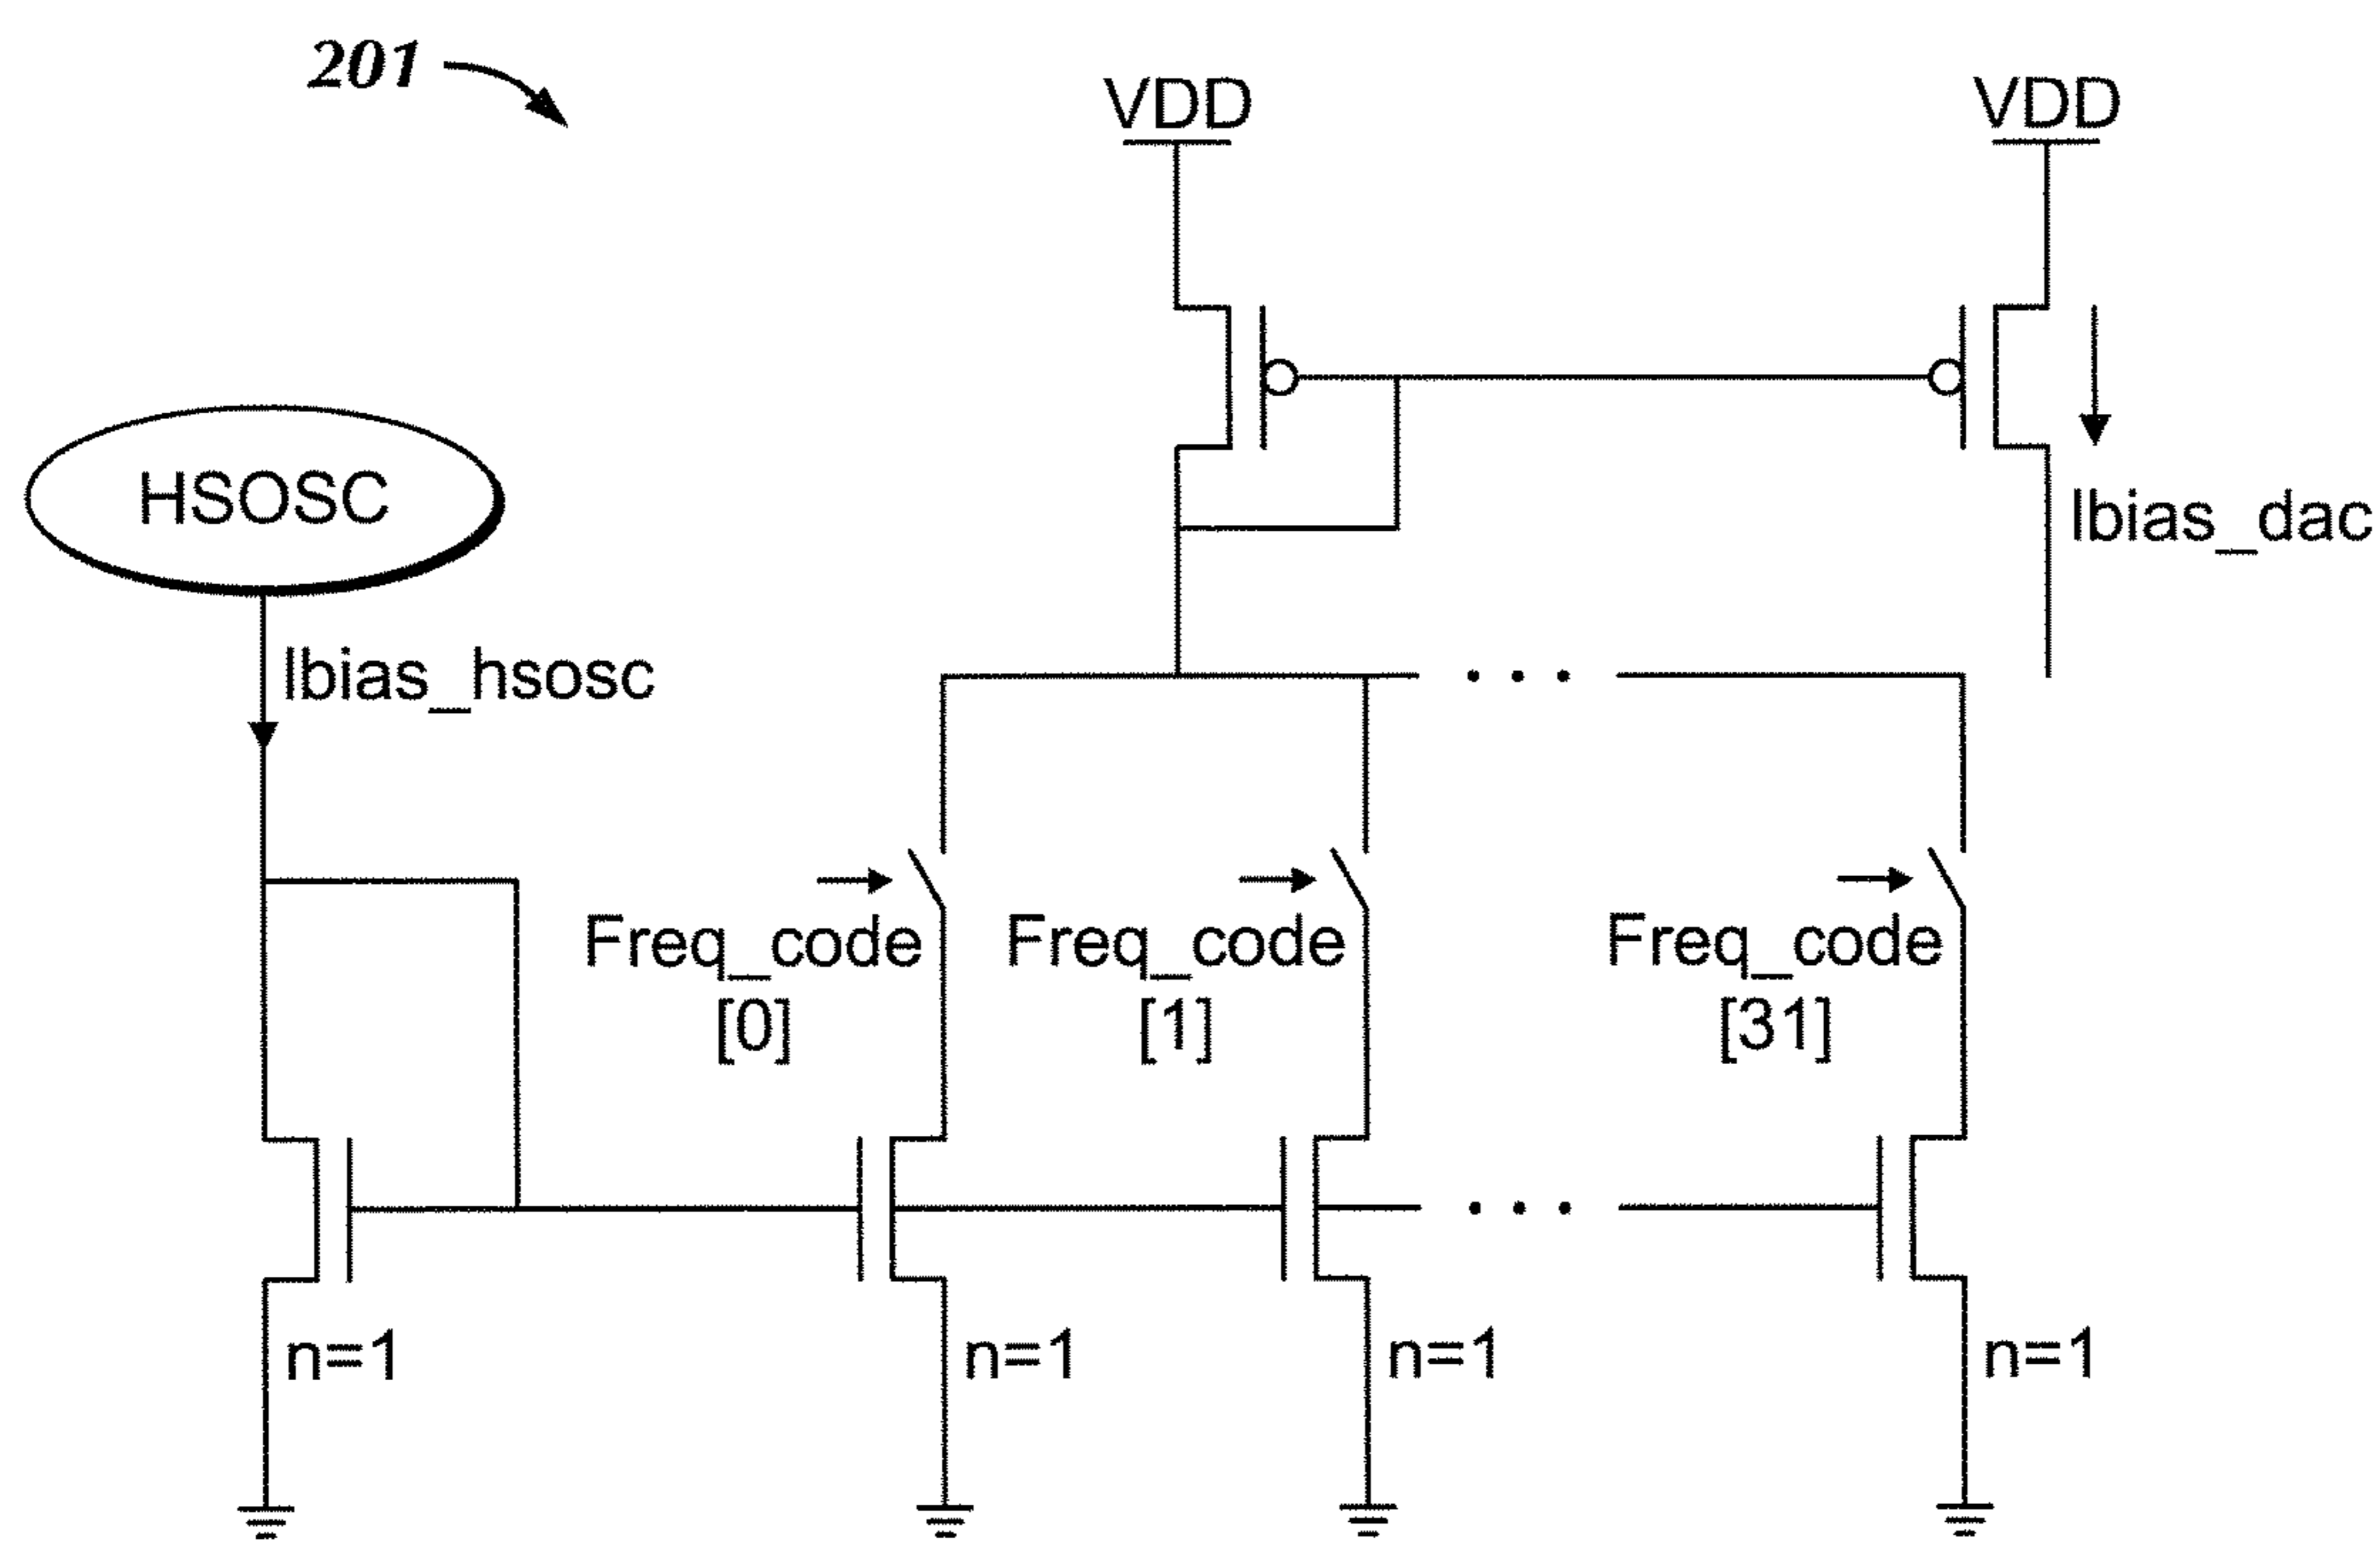 201
VDD
VDD
HSOSC
Ibias_dac
Ibias_hsosc
Freq_code
[0]
Freq_code
[1]
Freq_code
[31]
n=1
n=1
n=1
n=1